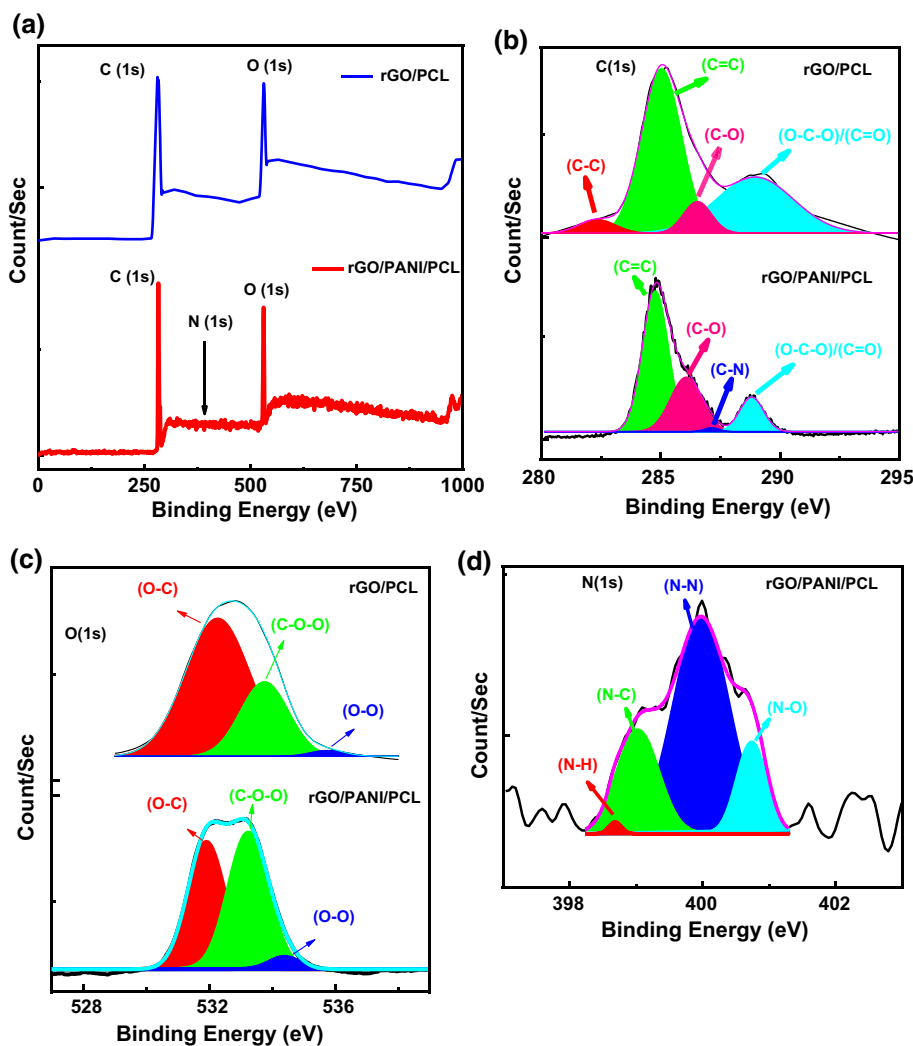 (a)
C (1s)
O (1s)
rGO/PCL
C (1s)
N (1s)
O (1s)
rGO/PANI/PCL
Count/Sec
0 250 500 750 1000
Binding Energy (eV)
(b)
C(1s)
(C=C)
rGO/PCL
(C-C)
(C-O)
(O-C-O)/(C=O)
(C=C)
rGO/PANI/PCL
(C-O)
(C-N)
(O-C-O)/(C=O)
Count/Sec
280 285 290 295
Binding Energy (eV)
(c)
O(1s)
(O-C)
rGO/PCL
(C-O-O)
(O-O)
(O-C)
(C-O-O)
rGO/PANI/PCL
(O-O)
Count/Sec
528 532 536
Binding Energy (eV)
(d)
N(1s)
(N-N)
rGO/PANI/PCL
(N-C)
(N-H)
(N-O)
Count/Sec
398 400 402
Binding Energy (eV)